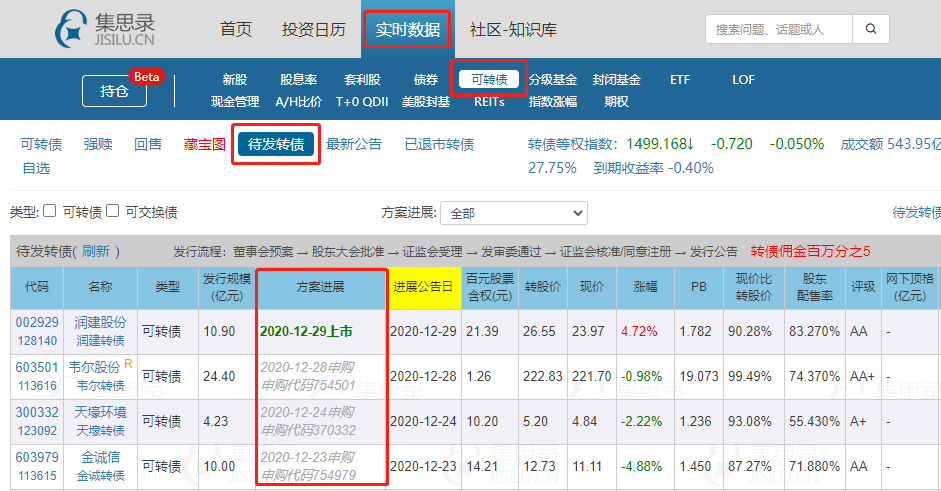 集思录
JISILU.CN
首页 投资日历 实时数据 社区-知识库
搜索问题、话题或人
持仓 Beta
新股 股息率 套利股 债券 可转债 分级基金 封闭基金 ETF LOF
现金管理 A/H比价 T+0 QDII 美股封基 REITs 指数涨幅 期权
可转债 强赎 回售 藏宝图 待发转债 最新公告 已退市转债
自选
转债等权指数：1499.168↓ -0.720 -0.050% 成交额 543.95亿
27.75% 到期收益率 -0.40%
类型: 可转债 可交换债 方案进展: 全部 待发转债
待发转债( 刷新 ) 发行流程：董事会预案 → 股东大会批准 → 证监会受理 → 发审委通过 → 证监会核准/同意注册 → 发行公告 转债佣金百万分之5
代码 名称 类型 发行规模(亿元) 方案进展 进展公告日 百元股票含权(元) 转股价 现价 涨幅 PB 现价比转股价 股东配售率 评级 网下顶格(亿元)
002929 润建股份 可转债 10.90 2020-12-29上市 2020-12-29 21.39 26.55 23.97 4.72% 1.782 90.28% 83.270% AA -
128140 润建转债
603501 韦尔股份 R 可转债 24.40 2020-12-28申购 2020-12-28 1.26 222.83 221.70 -0.98% 19.073 99.49% 74.370% AA+ -
113616 韦尔转债 申购代码754501
300332 天壕环境 可转债 4.23 2020-12-24申购 2020-12-24 10.20 5.20 4.84 -2.22% 1.236 93.08% 55.430% A+ -
123092 天壕转债 申购代码370332
603979 金诚信 可转债 10.00 2020-12-23申购 2020-12-23 14.21 12.73 11.11 -4.88% 1.450 87.27% 71.880% AA -
113615 金诚转债 申购代码754979